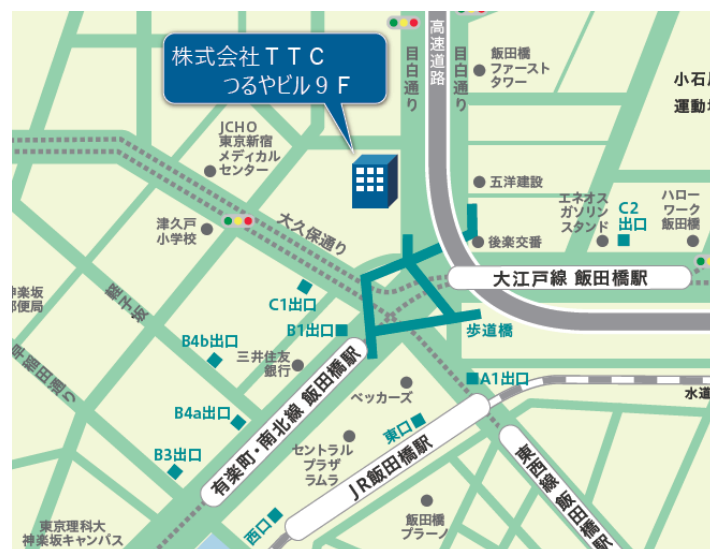 株式会社TTC
つるやビル9F
高速道路
目白通り
目白通り
飯田橋
ファースト
タワー
小石
運動
JCHO
東京新宿
メディカル
センター
五洋建設
エネオス
ガソリン
スタンド
C2
出口
ハロー
ワーク
飯田橋
津久戸
小学校
大久保通り
後楽交番
大江戸線 飯田橋駅
神楽坂
便局
軽子坂
C1出口
B1出口
歩道橋
早稲田通り
B4b出口
三井住友
銀行
有楽町・南北線 飯田橋駅
A1出口
水道
ベッカーズ
B4a出口
東口
セントラル
プラザ
ラムラ
JR飯田橋駅
東西線 飯田橋駅
B3出口
西口
飯田橋
プラーノ
東京理科大
神楽坂キャンパス